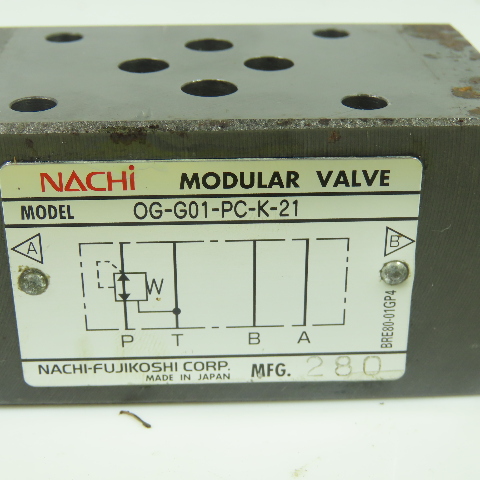 NACHi MODULAR VALVE
MODEL OG-G01-PC-K-21
A B
W
P T B A
BRE80-01GP4
NACHI-FUJIKOSHI CORP.
MADE IN JAPAN MFG. 280